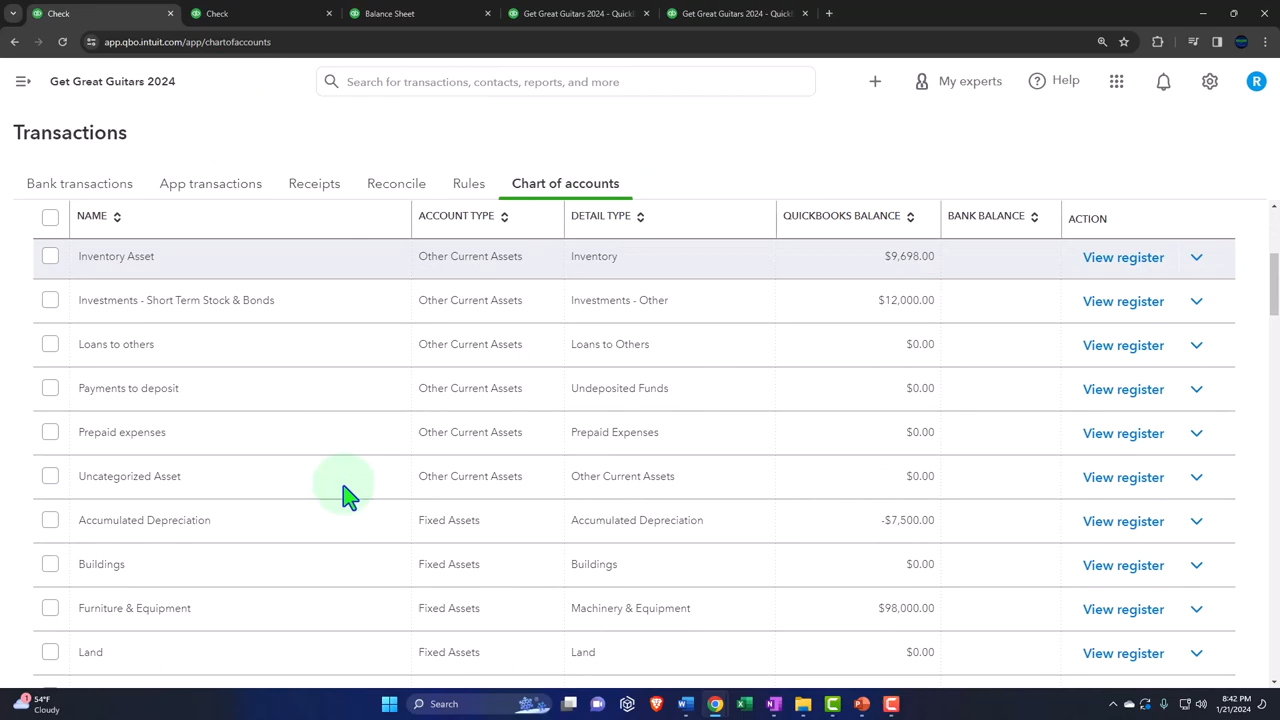 Check
Check
Balance Sheet
Get Great Guitars 2024 - Quick
Get Great Guitars 2024 - Quick
app.qbo.intuit.com/app/chartofaccounts
Get Great Guitars 2024
Search for transactions, contacts, reports, and more
My experts
Help
R
Transactions
Bank transactions App transactions Receipts Reconcile Rules Chart of accounts
NAME ACCOUNT TYPE DETAIL TYPE QUICKBOOKS BALANCE BANK BALANCE ACTION
Inventory Asset Other Current Assets Inventory $9,698.00 View register
Investments - Short Term Stock & Bonds Other Current Assets Investments - Other $12,000.00 View register
Loans to others Other Current Assets Loans to Others $0.00 View register
Payments to deposit Other Current Assets Undeposited Funds $0.00 View register
Prepaid expenses Other Current Assets Prepaid Expenses $0.00 View register
Uncategorized Asset Other Current Assets Other Current Assets $0.00 View register
Accumulated Depreciation Fixed Assets Accumulated Depreciation -$7,500.00 View register
Buildings Fixed Assets Buildings $0.00 View register
Furniture & Equipment Fixed Assets Machinery & Equipment $98,000.00 View register
Land Fixed Assets Land $0.00 View register
54°F
Cloudy
Search
8:42 PM
1/21/2024